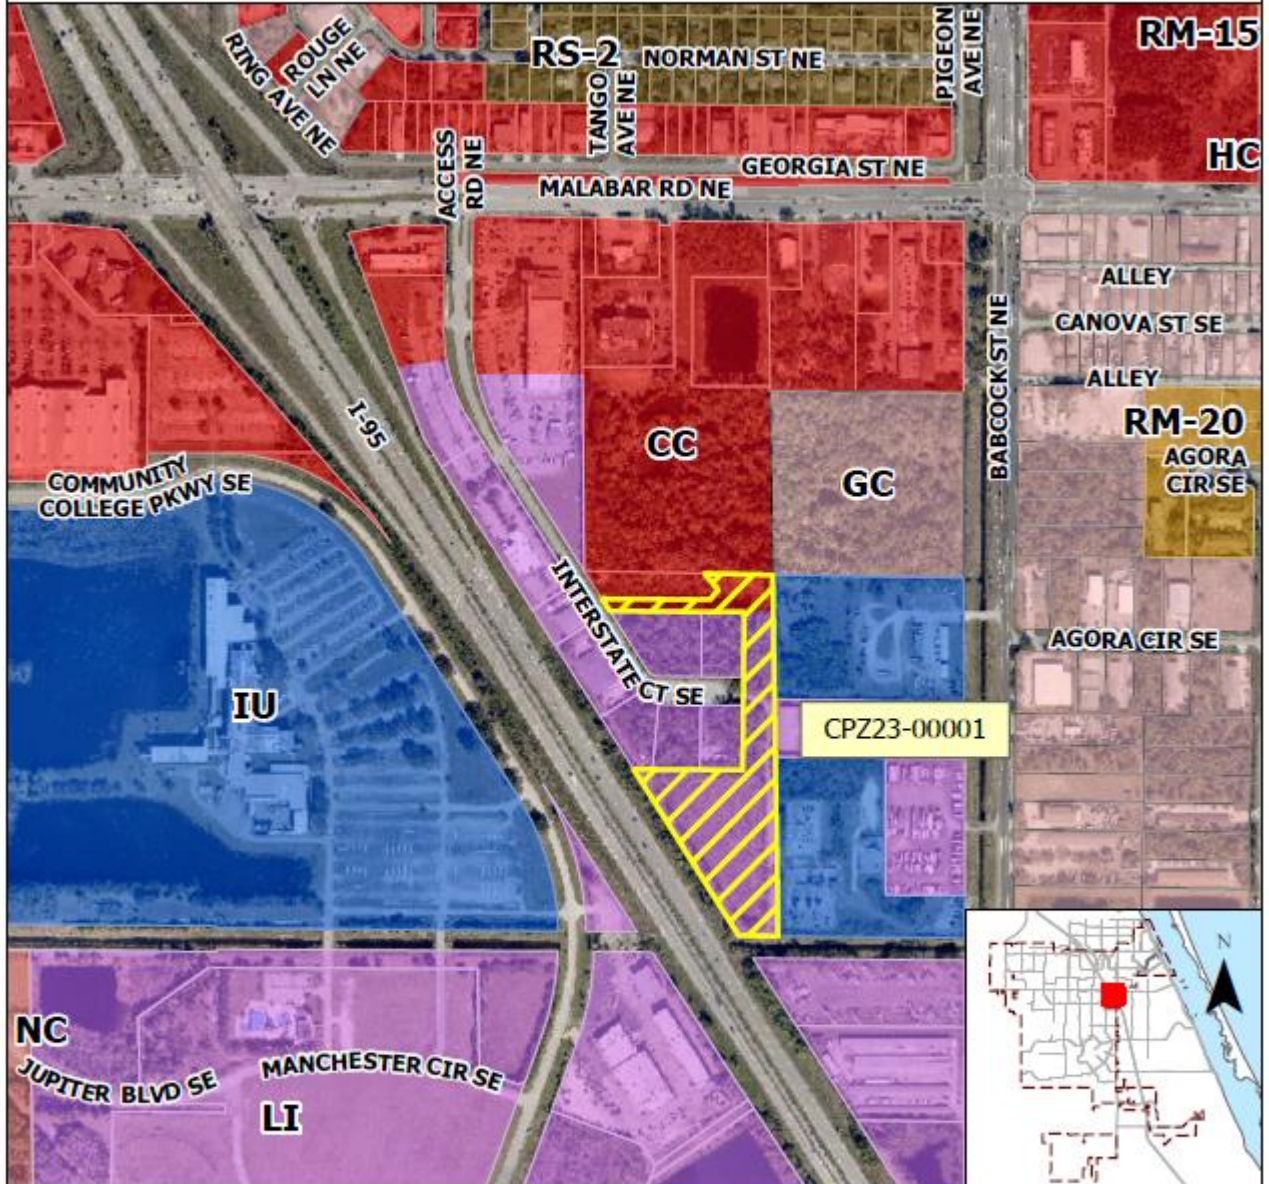 RM-15
RING AVE NE
ROUGE
LN NE
RS-2
NORMAN ST NE
PIGEON
AVE NE
TANGO
AVE NE
ACCESS
RD NE
GEORGIA ST NE
HC
MALABAR RD NE
ALLEY
CANOVA ST SE
ALLEY
BABCOCK ST NE
I-95
RM-20
AGORA
CIR SE
CC
GC
COMMUNITY
COLLEGE PKWY SE
INTERSTATE CT SE
AGORA CIR SE
IU
CPZ23-00001
N
NC
JUPITER BLVD SE
MANCHESTER CIR SE
LI